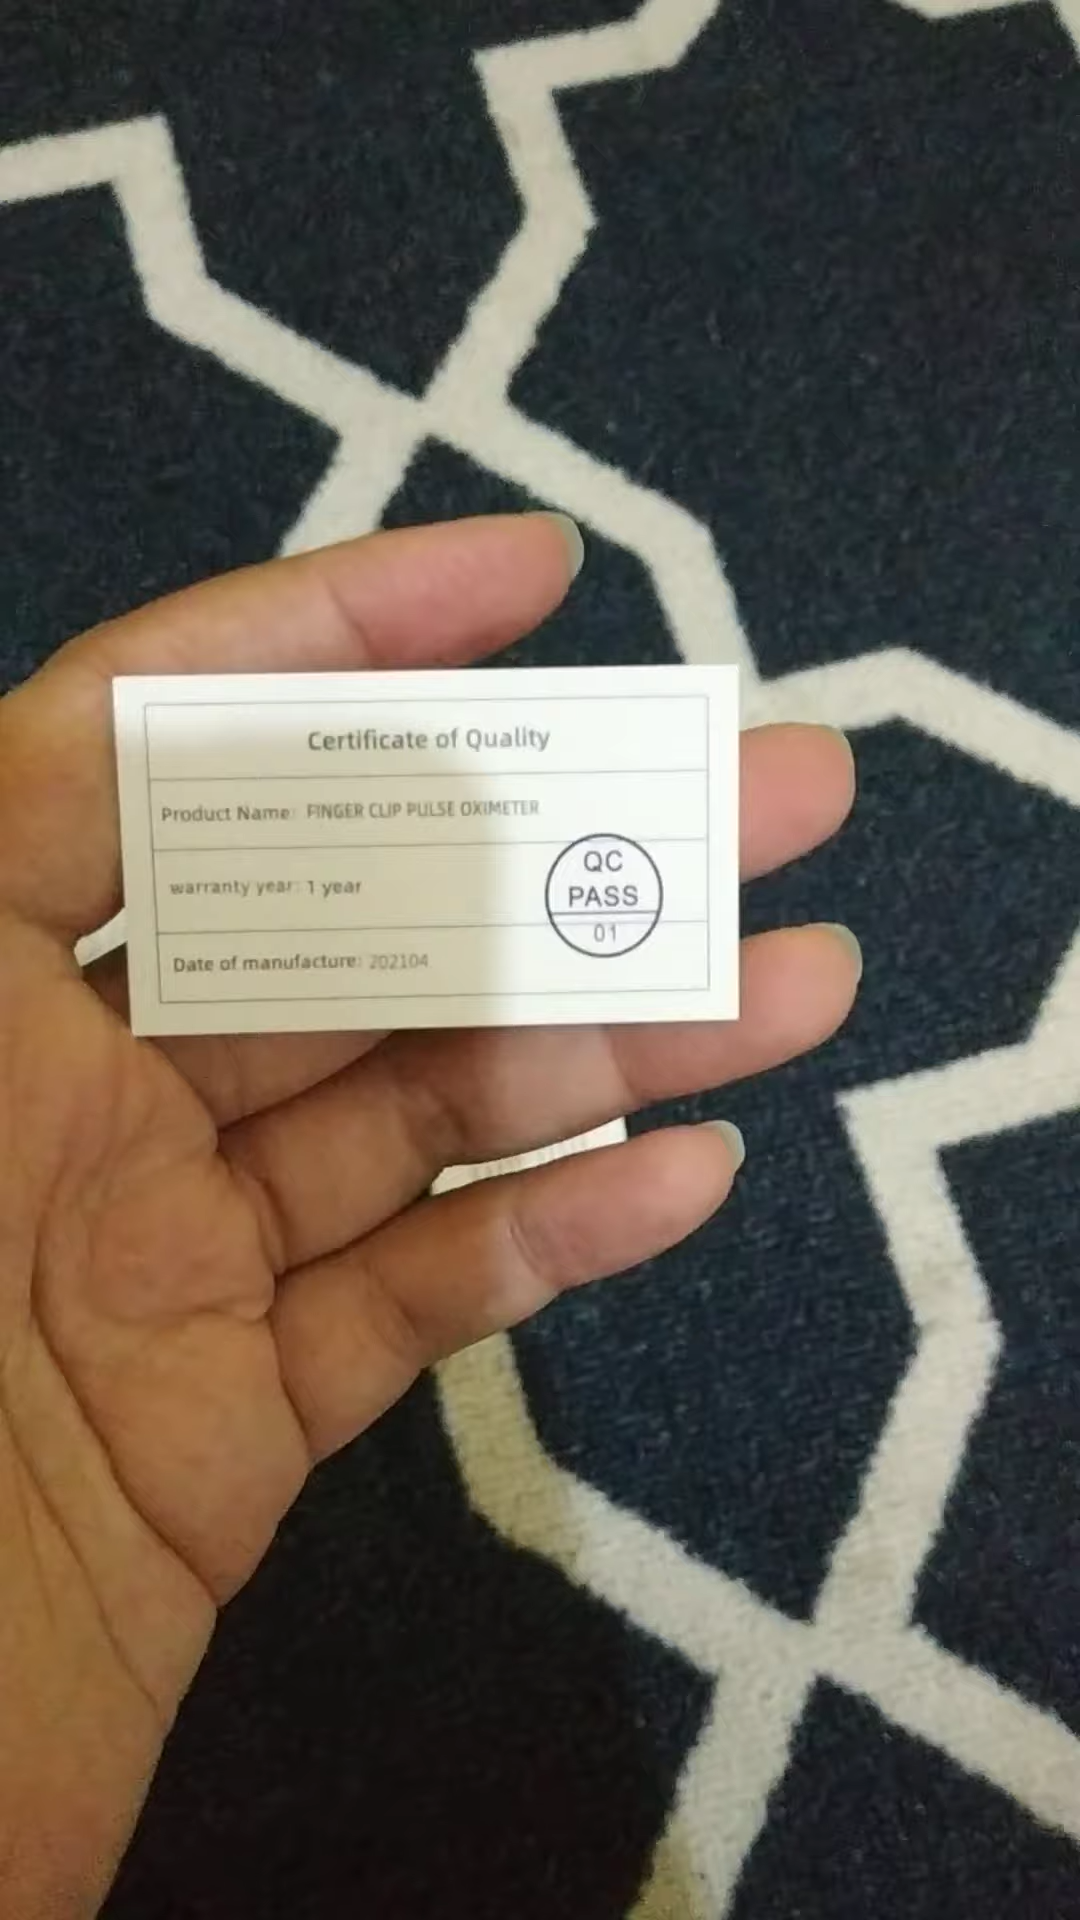 Certificate of Quality
Product Name: FINGER CLIP PULSE OXIMETER
warranty year: 1 year
QC
PASS
01
Date of manufacture: 202104